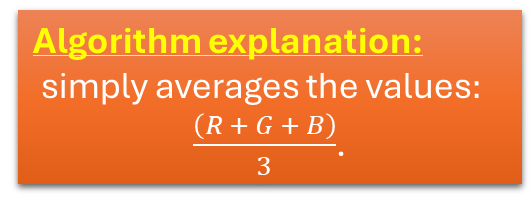 Algorithm explanation:
simply averages the values:
(R + G + B)
3 .